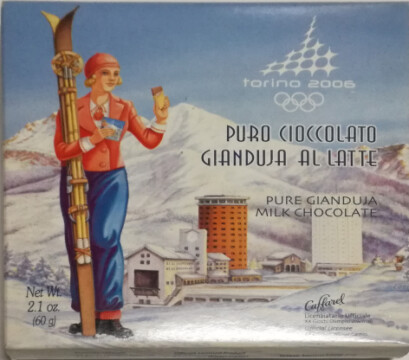 torino 2006
PURO CIOCCOLATO
GIANDUJA AL LATTE
PURE GIANDUJA
MILK CHOCOLATE
Net Wt.
2.1 oz.
(60 g)
Caffarel